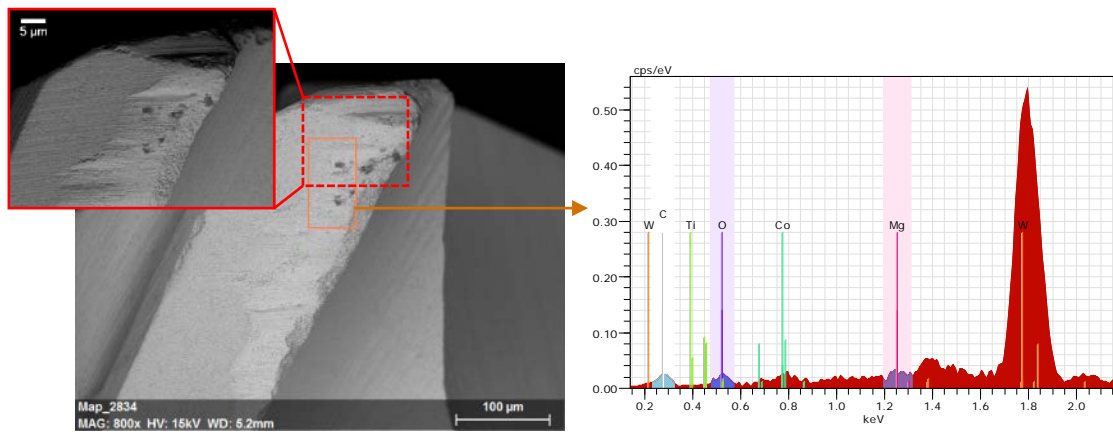 5 µm
Map_2834
MAG: 800x HV: 15kV WD: 5.2mm
100 µm
cps/eV
0.50
0.40
0.30
0.20
0.10
0.00
W C Ti O Co Mg W
0.2 0.4 0.6 0.8 1.0 1.2 1.4 1.6 1.8 2.0
keV